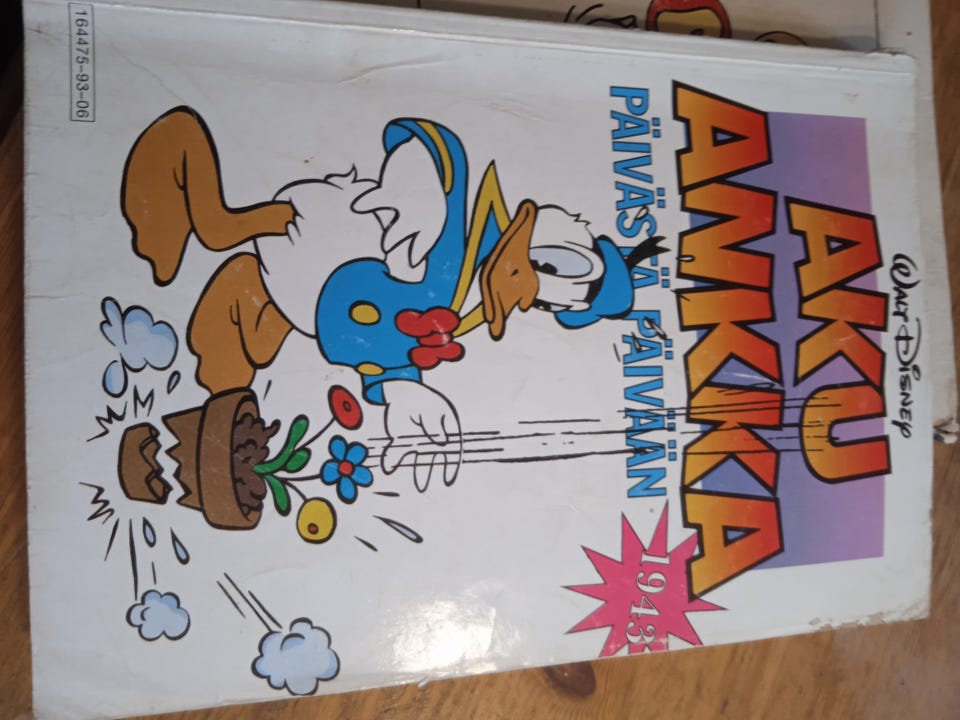 Walt Disney
AKU
ANKKA
PÄIVÄSTÄ PÄIVÄÄN
1943
164475-93-06